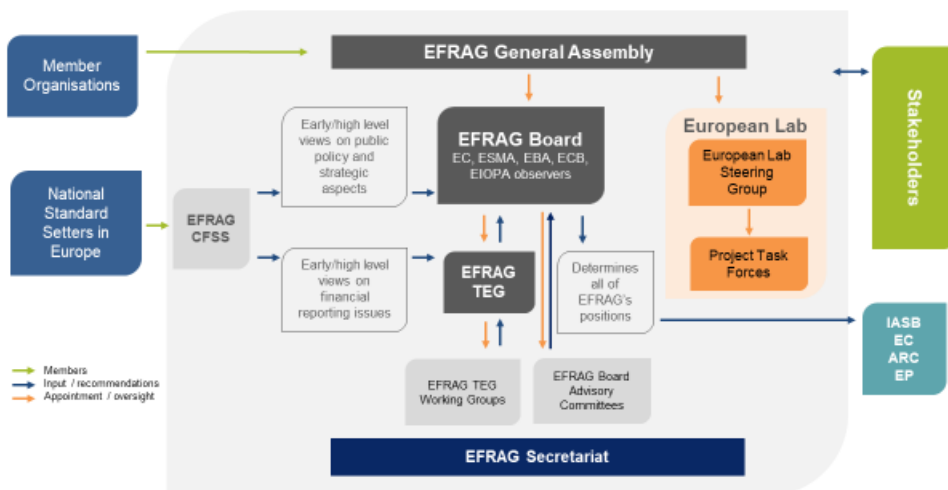 EFRAG General Assembly
Member
Organisations
Stakeholders
Early/high level
views on public
policy and
strategic
aspects
EFRAG Board
EC, ESMA, EBA, ECB,
EIOPA observers
European Lab
European Lab
Steering
Group
National
Standard
Setters in
Europe
EFRAG
CFSS
Project Task
Forces
Early/high level
views on
financial
reporting issues
EFRAG
TEG
Determines
all of
EFRAG's
positions
IASB
EC
ARC
EP
Members
Input / recommendations
Appointment / oversight
EFRAG TEG
Working Groups
EFRAG Board
Advisory
Committees
EFRAG Secretariat